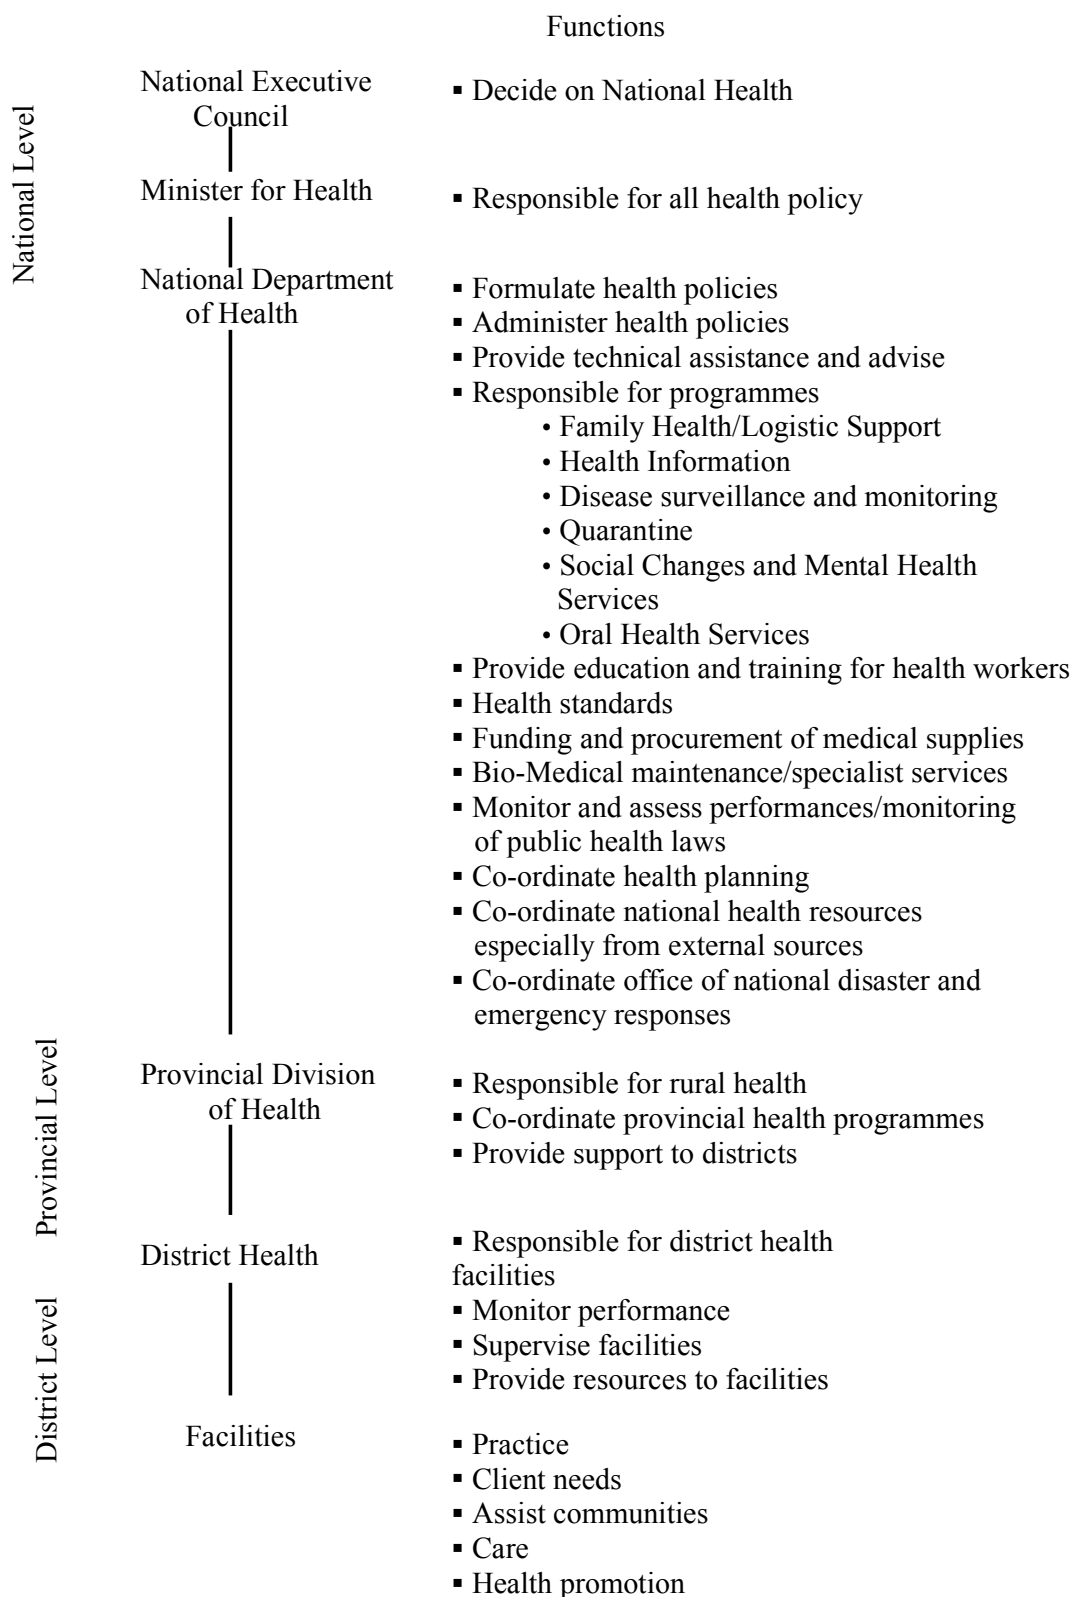 Functions
National Level
National Executive
Council
▪ Decide on National Health
Minister for Health
▪ Responsible for all health policy
National Department
of Health
▪ Formulate health policies
▪ Administer health policies
▪ Provide technical assistance and advise
▪ Responsible for programmes
• Family Health/Logistic Support
• Health Information
• Disease surveillance and monitoring
• Quarantine
• Social Changes and Mental Health
Services
• Oral Health Services
▪ Provide education and training for health workers
▪ Health standards
▪ Funding and procurement of medical supplies
▪ Bio-Medical maintenance/specialist services
▪ Monitor and assess performances/monitoring
of public health laws
▪ Co-ordinate health planning
▪ Co-ordinate national health resources
especially from external sources
▪ Co-ordinate office of national disaster and
emergency responses
Provincial Level
Provincial Division
of Health
▪ Responsible for rural health
▪ Co-ordinate provincial health programmes
▪ Provide support to districts
District Level
District Health
▪ Responsible for district health
facilities
▪ Monitor performance
▪ Supervise facilities
▪ Provide resources to facilities
Facilities
▪ Practice
▪ Client needs
▪ Assist communities
▪ Care
▪ Health promotion